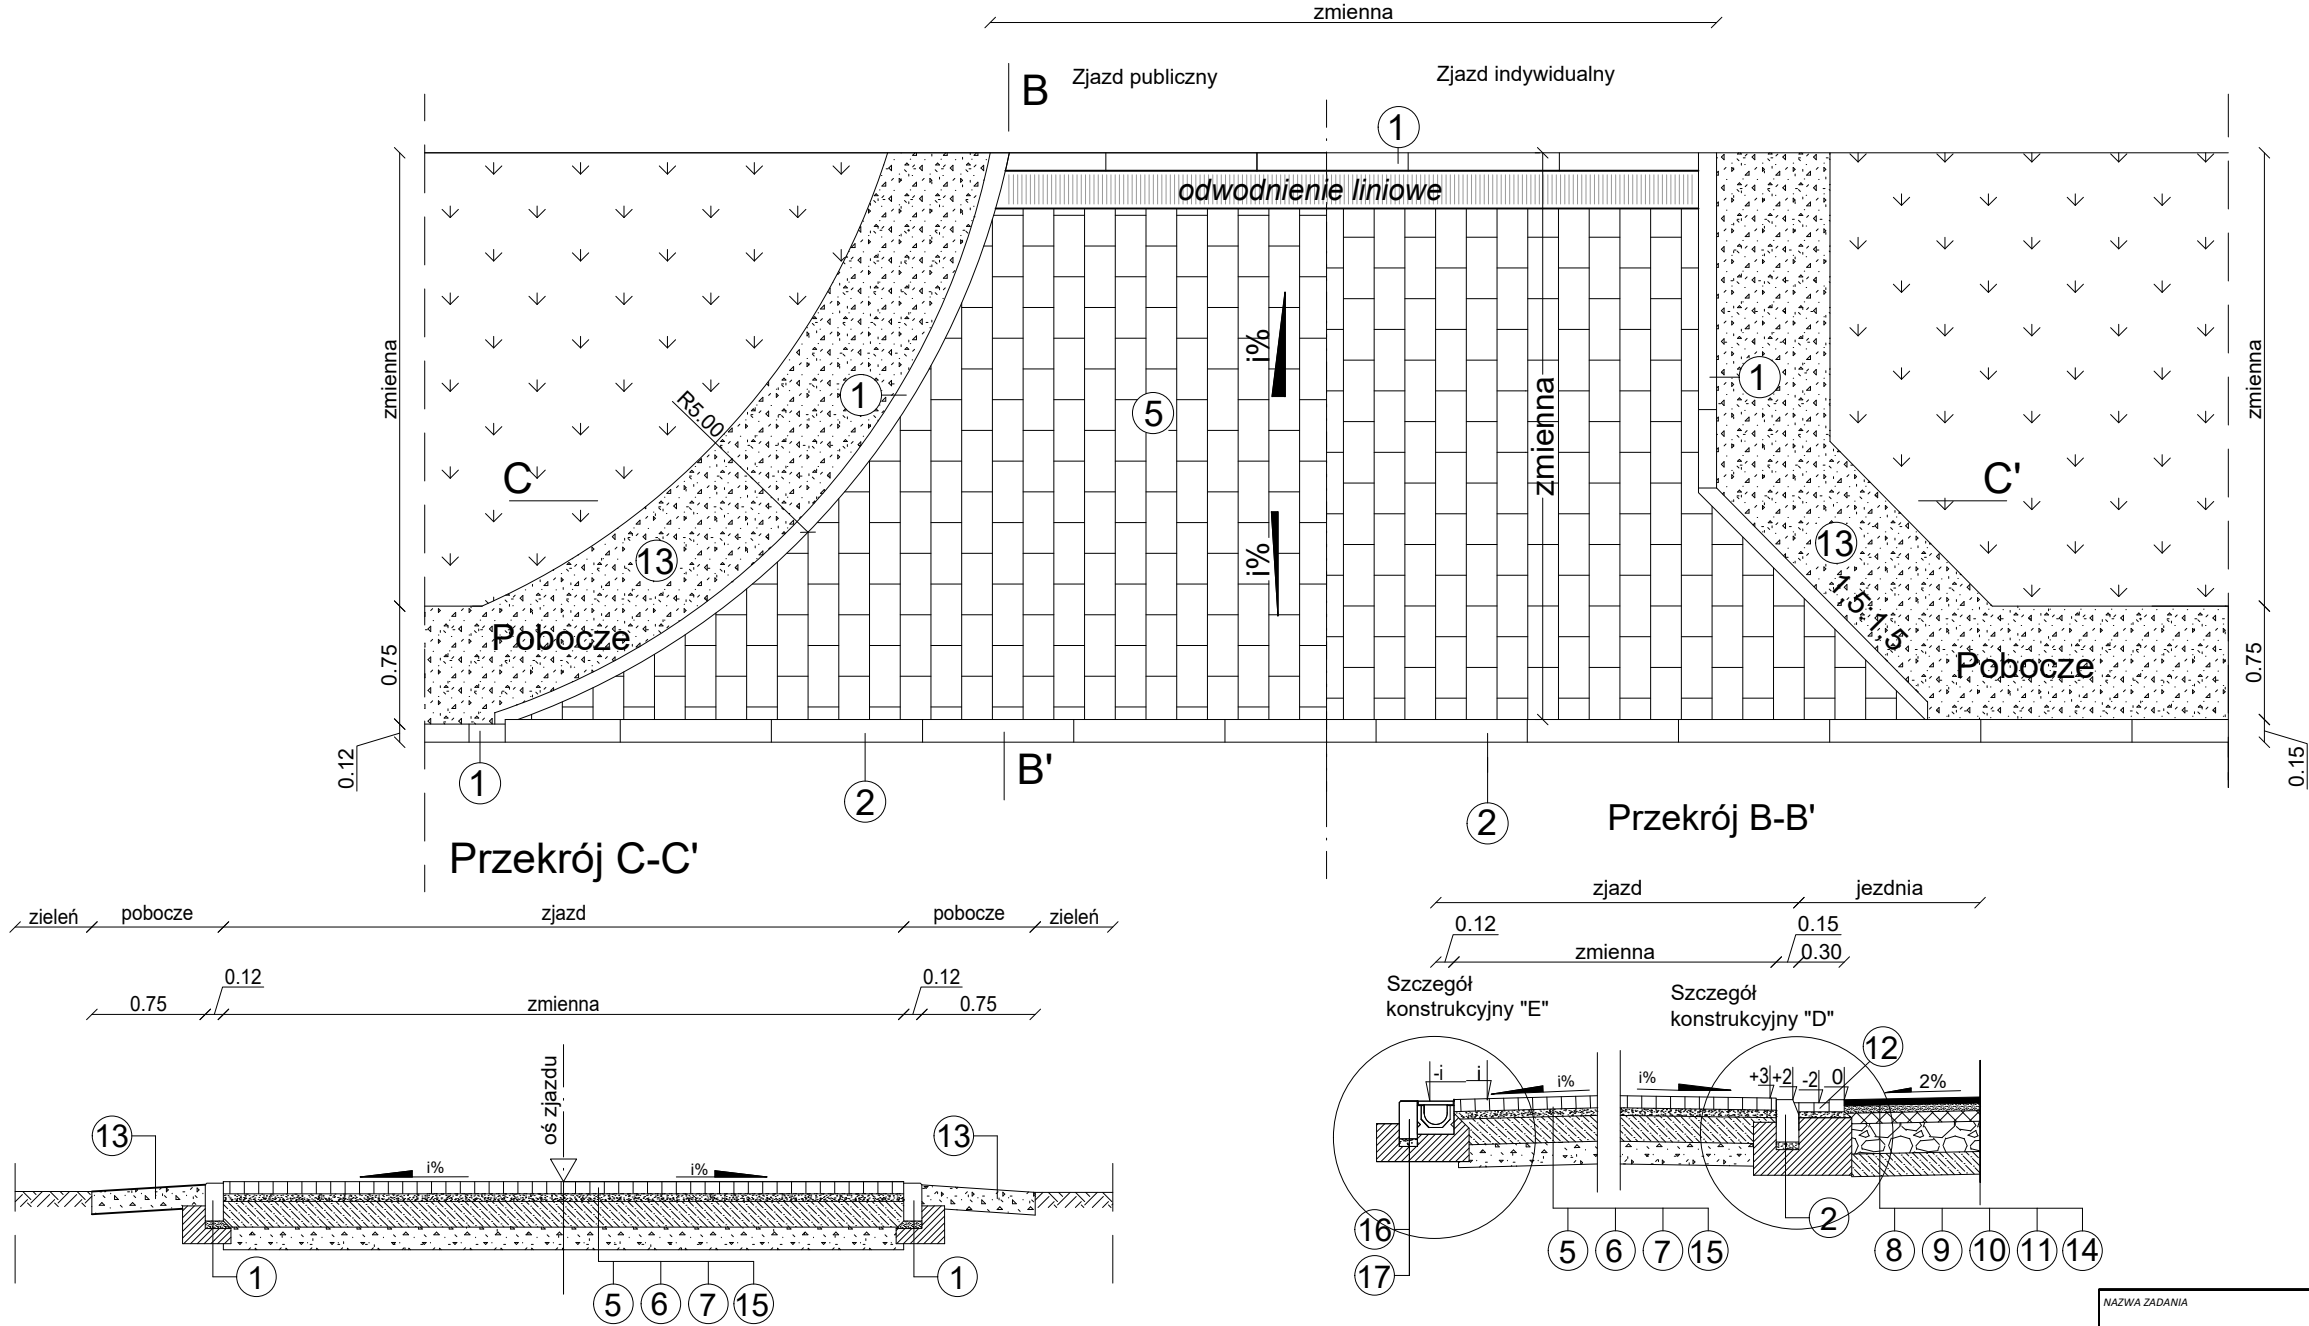 zmienna
B
Zjazd publiczny
Zjazd indywidualny
1
odwodnienie liniowe
zmienna
zmienna
zmienna
i%
i%
5
1
1
R5.00
C
C'
13
13
1,5:1,5
Pobocze
Pobocze
0.75
0.75
0.12
0.15
1
2
B'
2
Przekrój B-B'
Przekrój C-C'
zieleń
pobocze
zjazd
pobocze
zieleń
0.12
0.12
0.75
zmienna
0.75
oś zjazdu
13
13
i%
i%
1
1
5
6
7
15
zjazd
jezdnia
0.12
0.15
zmienna
0.30
Szczegół
konstrukcyjny "E"
Szczegół
konstrukcyjny "D"
12
-i
i
i%
i%
+3
+2
-2
0
2%
16
17
2
5
6
7
15
8
9
10
11
14
NAZWA ZADANIA